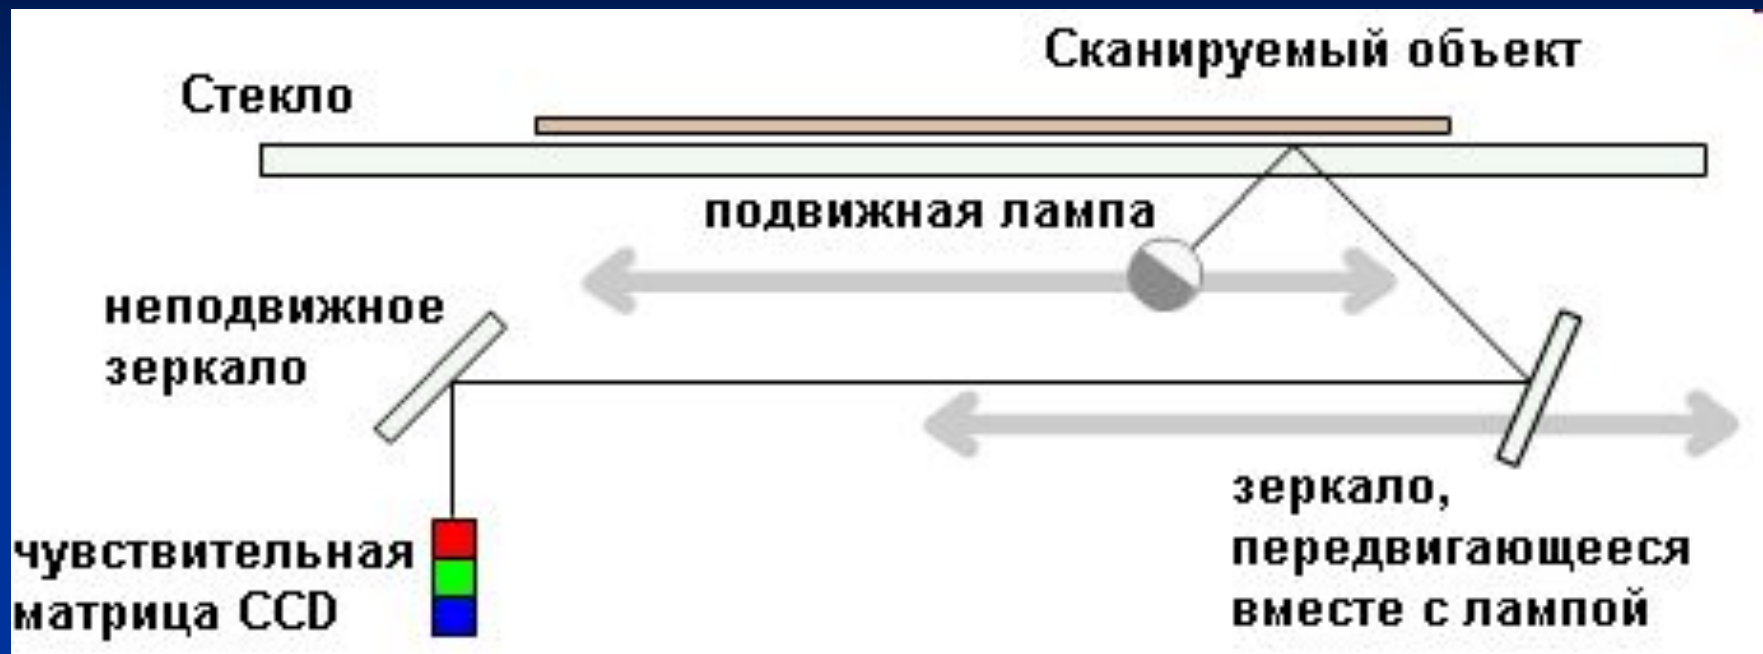 Сканируемый объект
Стекло
подвижная лампа
неподвижное
зеркало
зеркало,
передвигающееся
вместе с лампой
чувствительная
матрица CCD